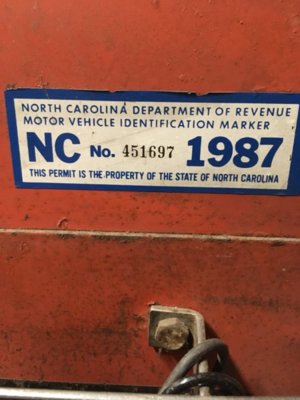 NORTH CAROLINA DEPARTMENT OF REVENUE
MOTOR VEHICLE IDENTIFICATION MARKER
NC No. 451697 1987
THIS PERMIT IS THE PROPERTY OF THE STATE OF NORTH CAROLINA